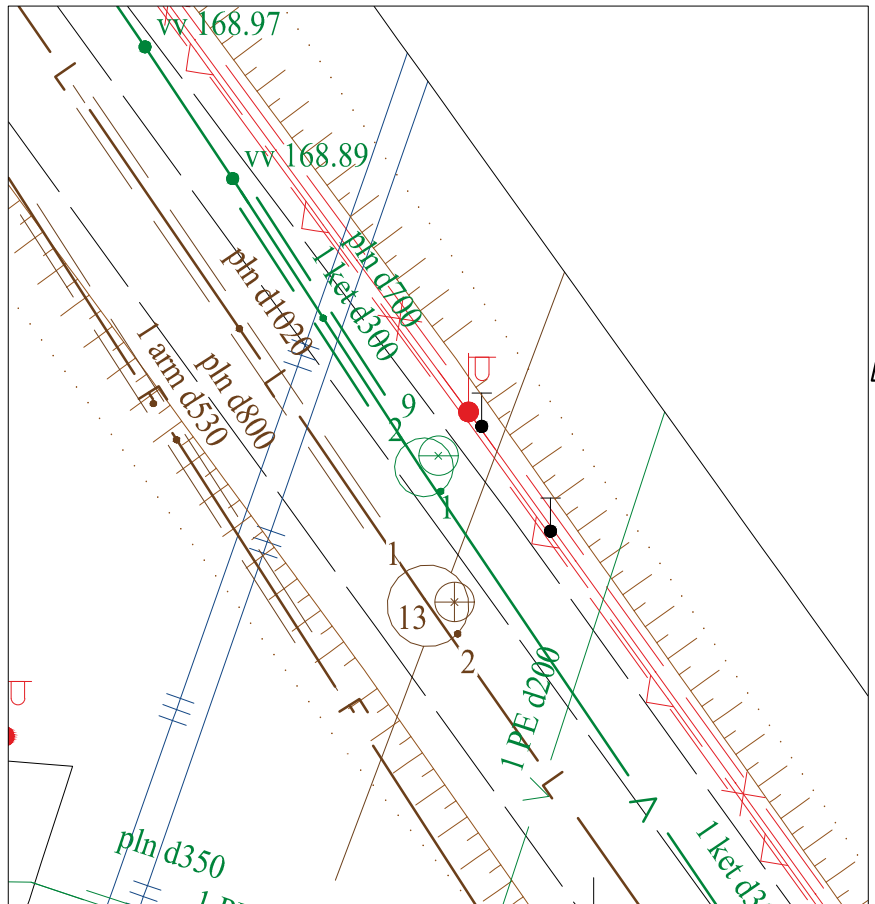 vv 168.97
L
vv 168.89
pln d700
1 ket d300
pln d1020
1 arm d530
pln d800
L
F
9
2
1
1
13
2
1 PE d200
F
L
A
1 ket d3
pln d350